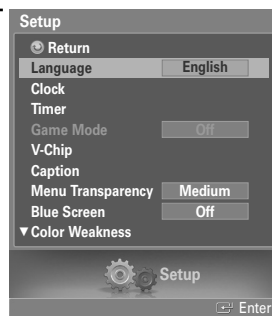 Setup
Return
Language English
Clock
Timer
Game Mode Off
V-Chip
Caption
Menu Transparency Medium
Blue Screen Off
▼Color Weakness
Setup
Enter